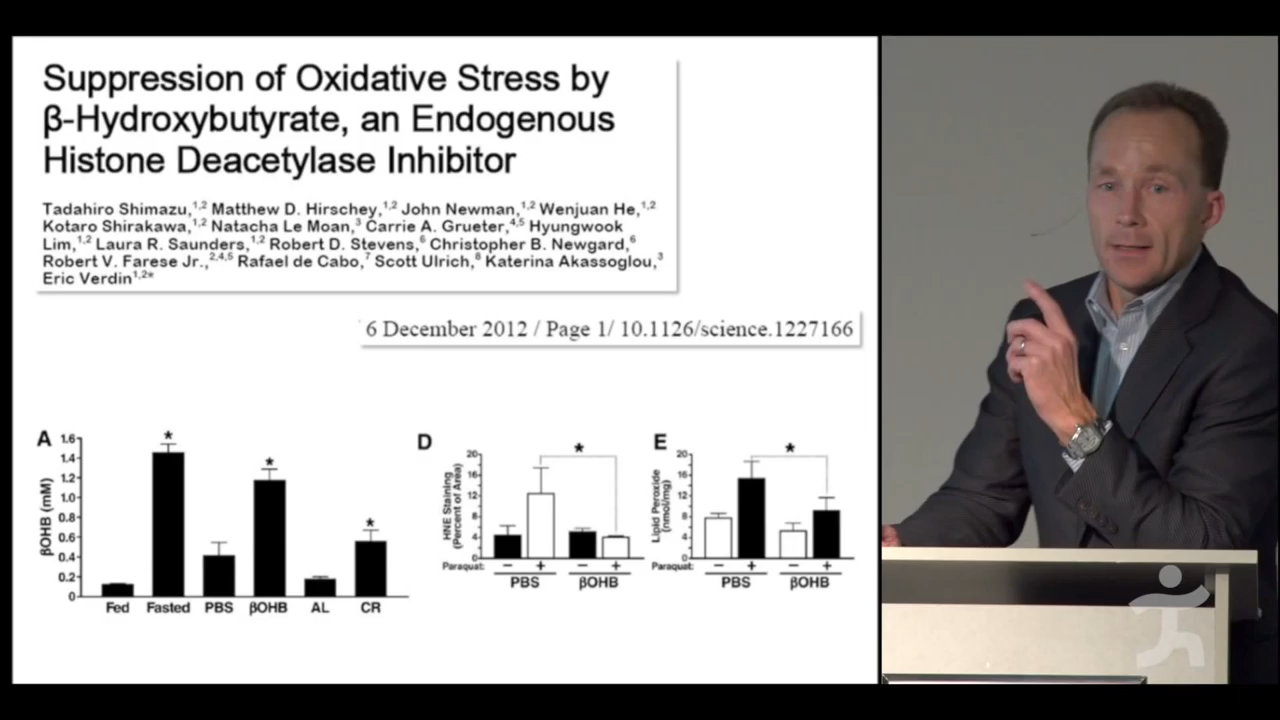 Suppression of Oxidative Stress by
β-Hydroxybutyrate, an Endogenous
Histone Deacetylase Inhibitor
Tadahiro Shimazu,1,2 Matthew D. Hirschey,1,2 John Newman,1,2 Wenjuan He,1,2
Kotaro Shirakawa,1,2 Natacha Le Moan,3 Carrie A. Grueter,4,5 Hyungwook
Lim,1,2 Laura R. Saunders,1,2 Robert D. Stevens,6 Christopher B. Newgard,6
Robert V. Farese Jr.,2,4,5 Rafael de Cabo,7 Scott Ulrich,8 Katerina Akassoglou,3
Eric Verdin1,2*
6 December 2012 / Page 1/ 10.1126/science.1227166
A
βOHB (mM)
1.6
1.4
1.2
1.0
0.8
0.6
0.4
0.2
0
*
*
*
Fed Fasted PBS βOHB AL CR
D
HNE Staining
(Percent of Area)
20
16
12
8
4
0
*
Paraquat: − + − +
PBS βOHB
E
Lipid Peroxide
(nmol/mg)
20
16
12
8
4
0
*
Paraquat: − + − +
PBS βOHB